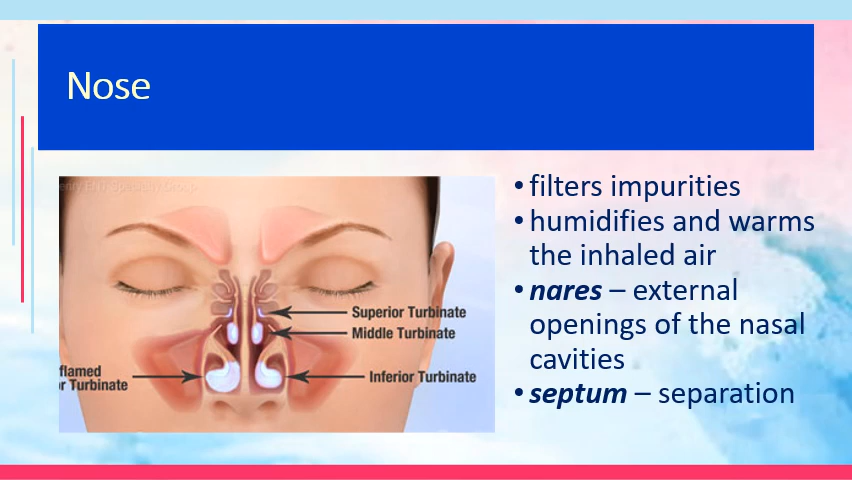 Nose
• filters impurities
• humidifies and warms
the inhaled air
• nares – external
openings of the nasal
cavities
• septum – separation
Superior Turbinate
Middle Turbinate
flamed
r Turbinate
Inferior Turbinate